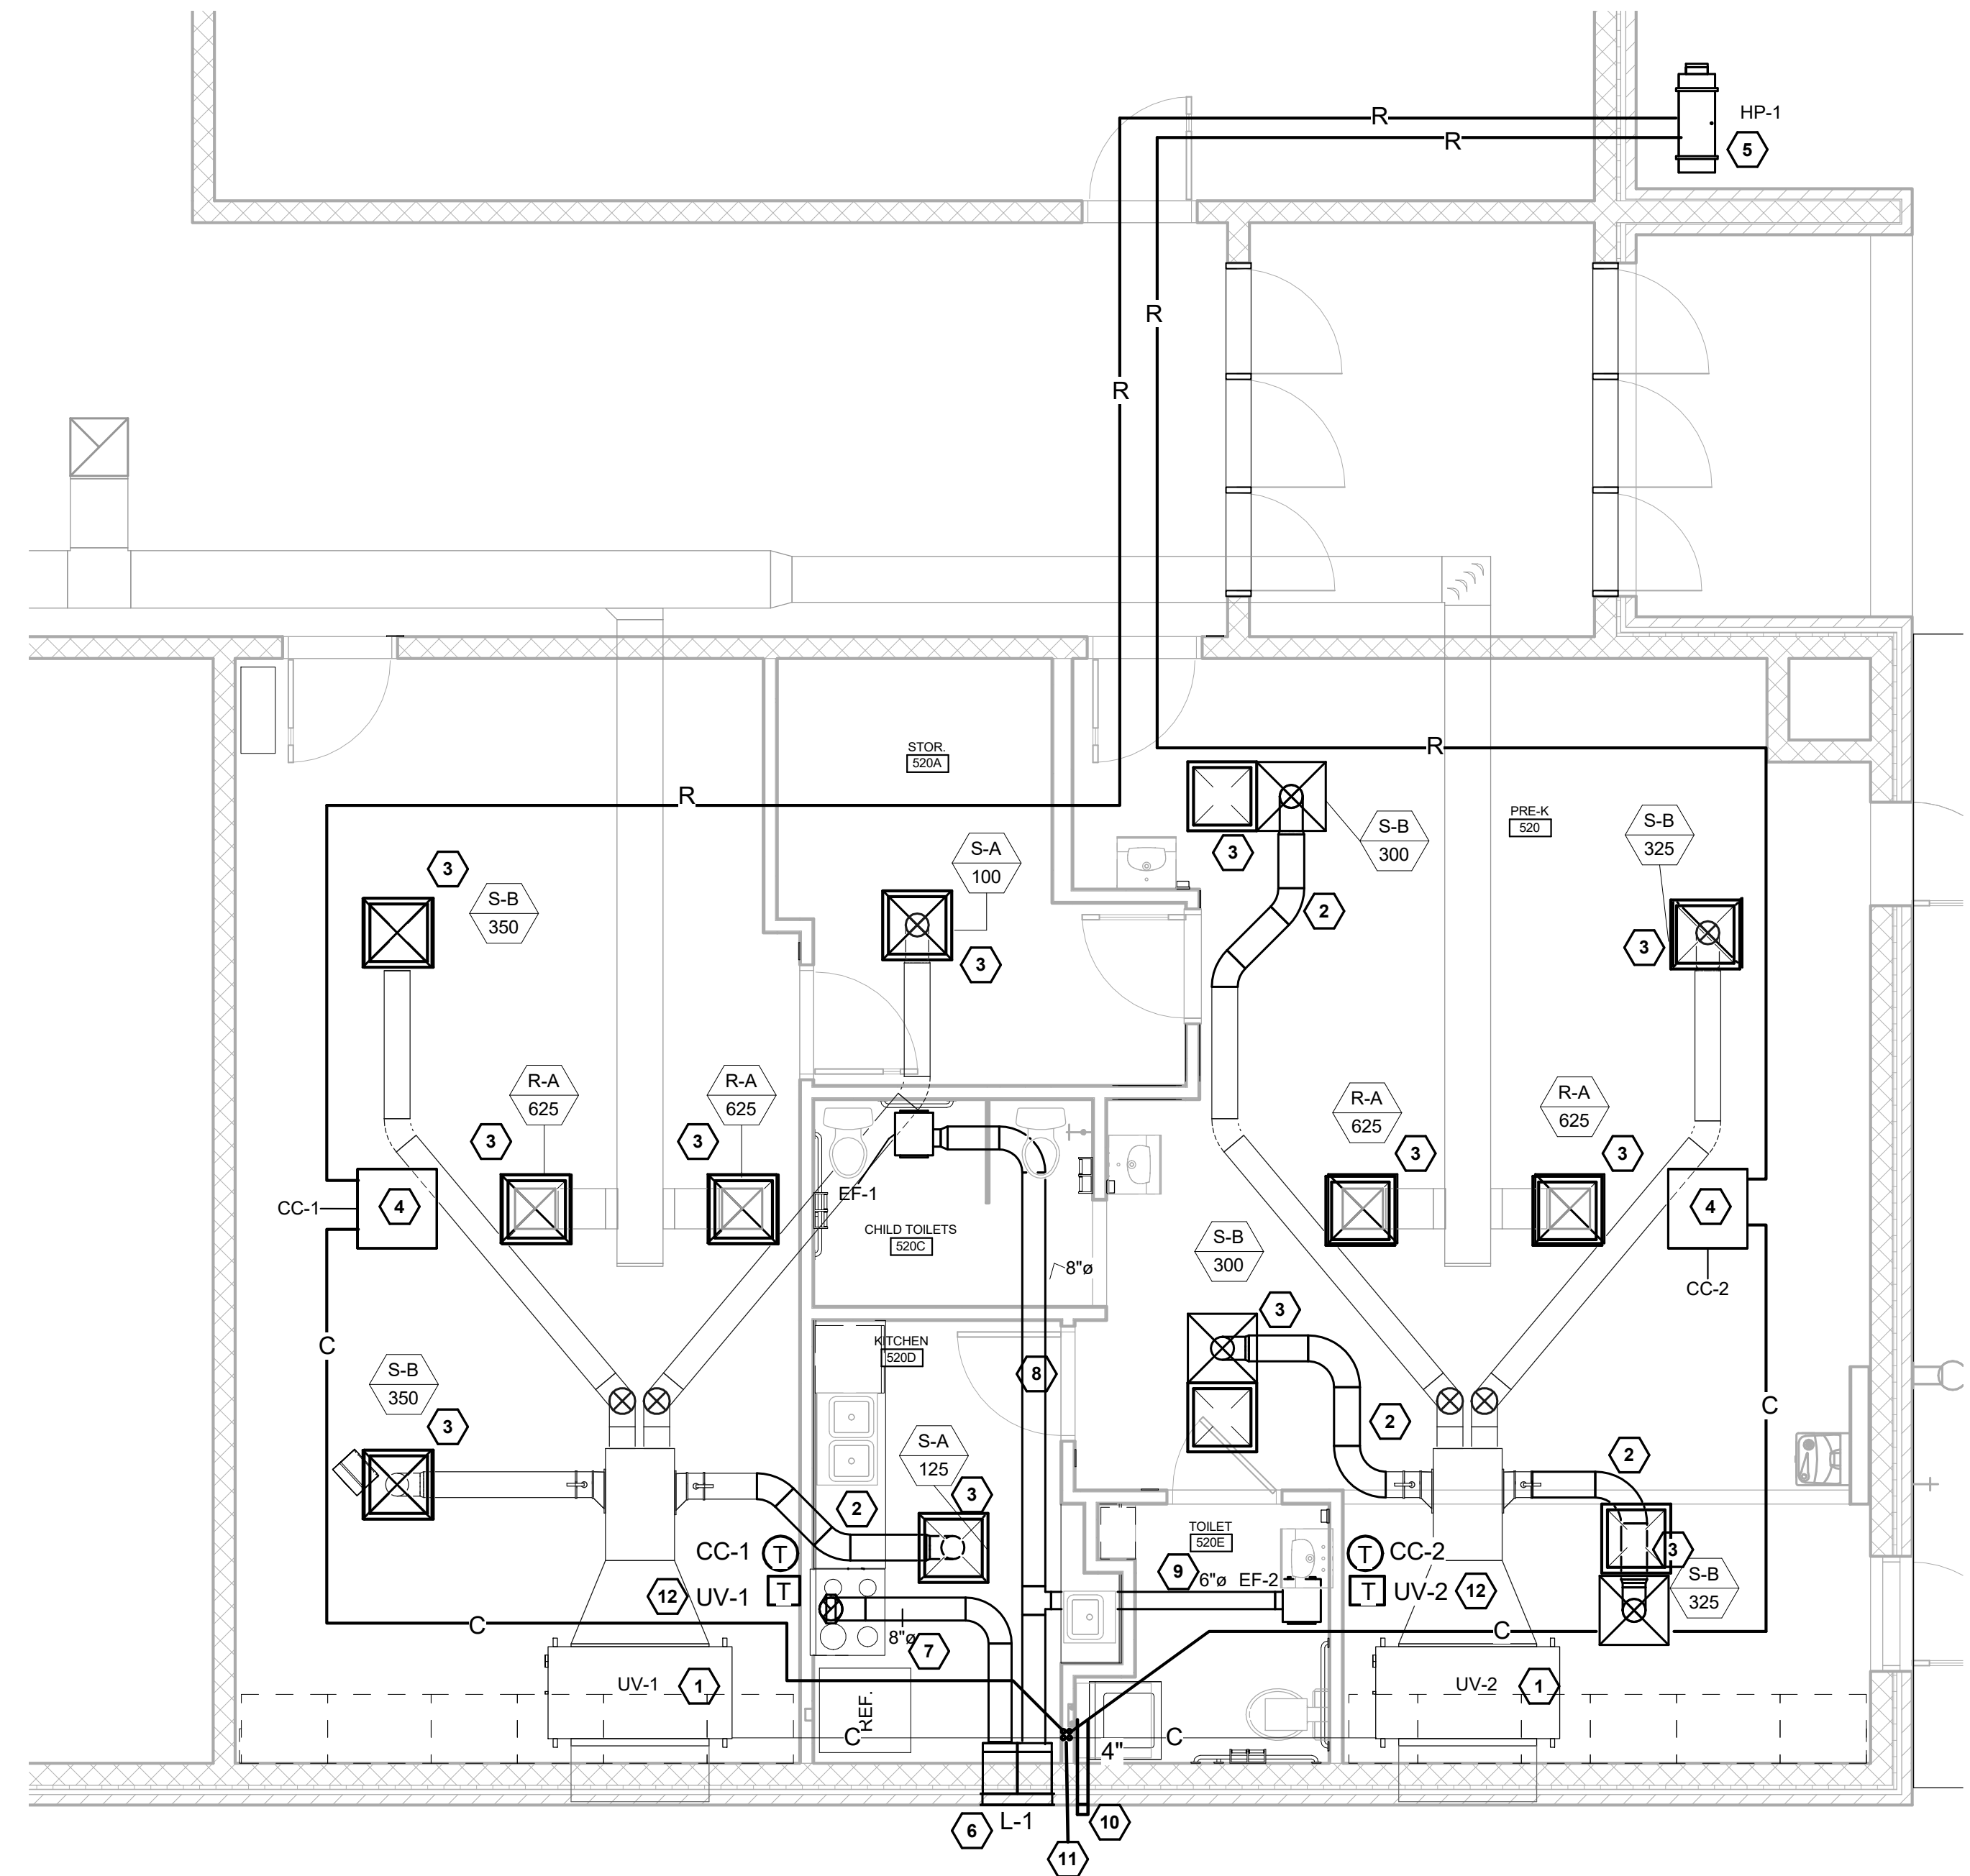 R
HP-1
R
5
R
R
STOR.
520A
R
R
PRE-K
520
S-B
300
S-B
325
3
S-A
100
3
3
S-B
350
2
3
3
R-A
625
R-A
625
R-A
625
R-A
625
3
3
3
3
EF-1
CC-1
4
4
CHILD TOILETS
520C
S-B
300
8"ø
CC-2
3
C
KITCHEN
520D
8
S-B
350
C
3
2
S-A
125
2
3
2
TOILET
520E
CC-1
T
T
CC-2
3
9
6"ø
EF-2
12
UV-1
T
T
UV-2
12
S-B
325
C
8"ø
7
C
UV-1
1
UV-2
1
REF.
C
C
4"
6
L-1
10
11